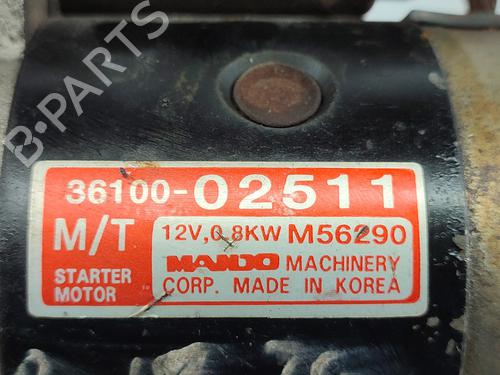 B·PARTS
36100-02511
M/T 12V, 0.8KW M56290
MANDO MACHINERY
STARTER MOTOR CORP. MADE IN KOREA